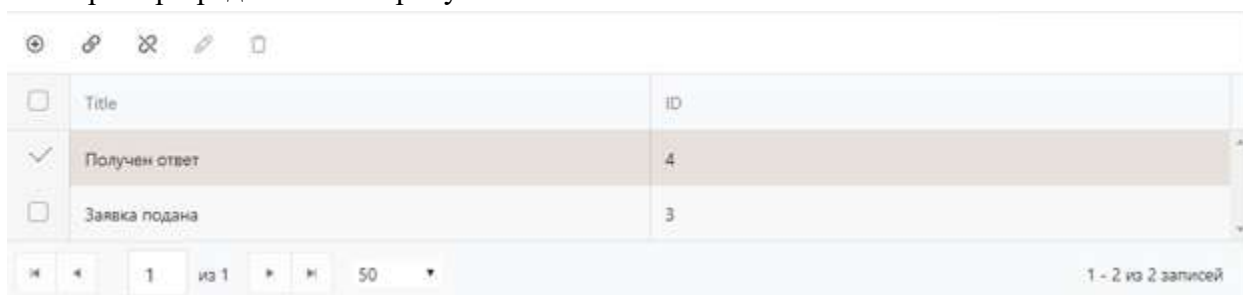 Title ID
Получен ответ 4
Заявка подана 3
1 из 1 50 1 - 2 из 2 записей